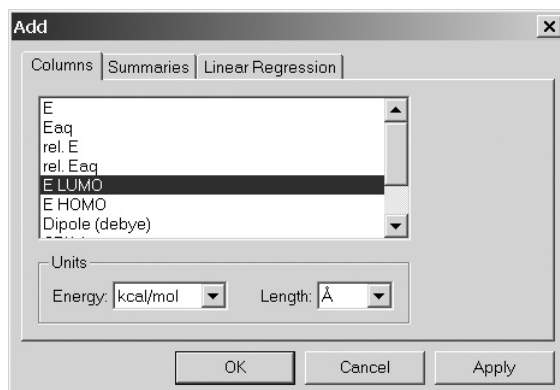 Add
Columns Summaries Linear Regression
E
Eaq
rel. E
rel. Eaq
E LUMO
E HOMO
Dipole (debye)
Units
Energy: kcal/mol Length: Å
OK Cancel Apply